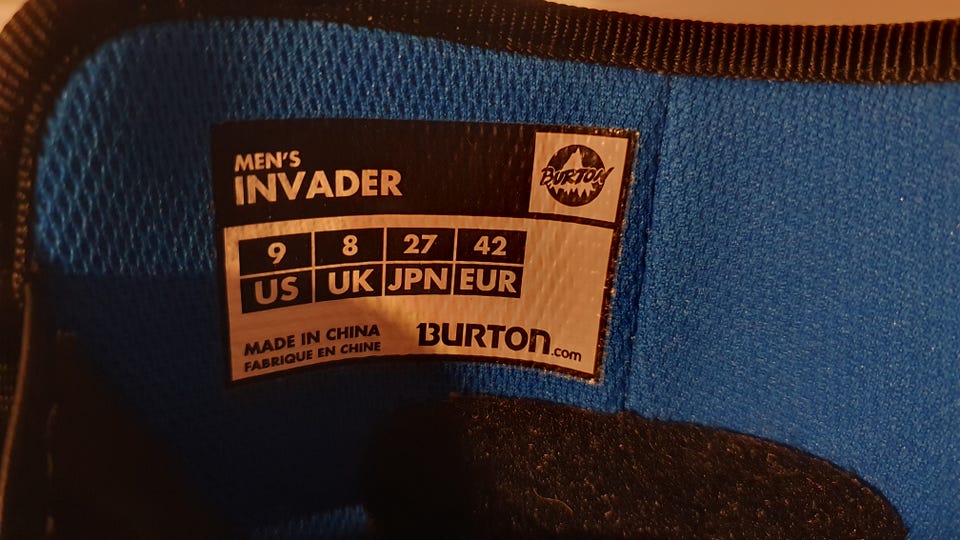 MEN'S
INVADER
BURTON
9 8 27 42
US UK JPN EUR
MADE IN CHINA
FABRIQUE EN CHINE
BURTON.com